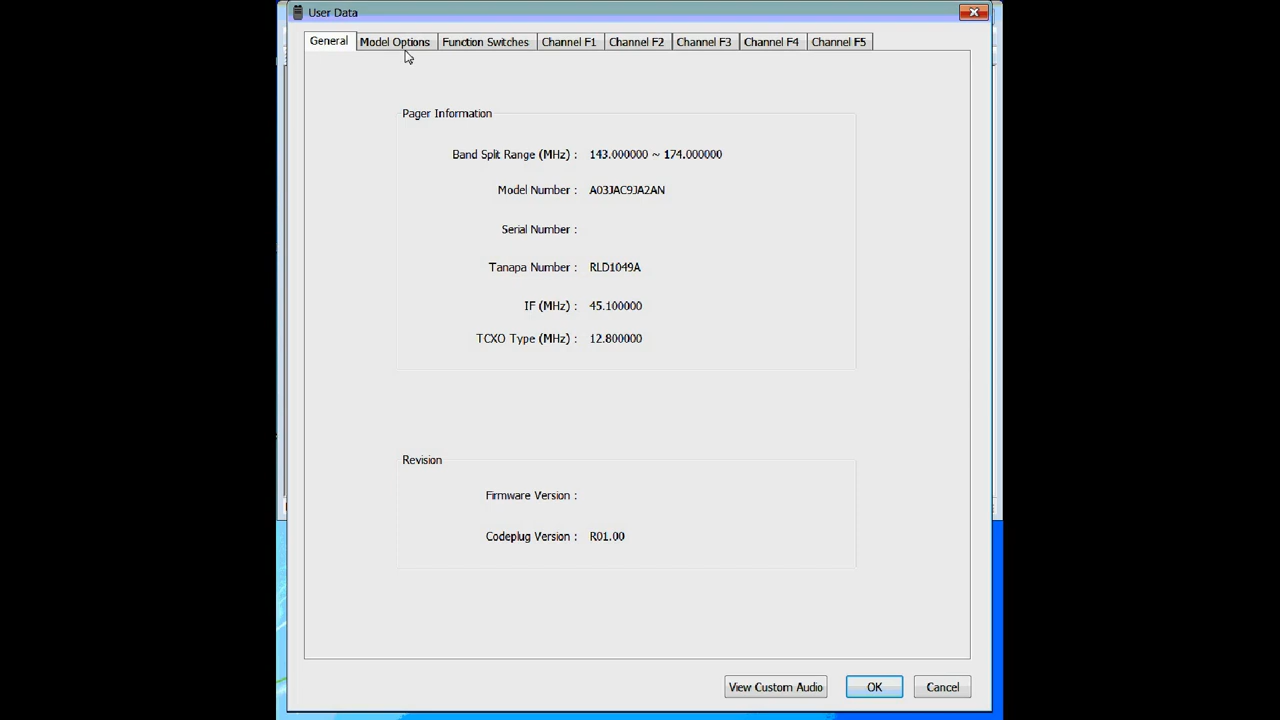 User Data
General Model Options Function Switches Channel F1 Channel F2 Channel F3 Channel F4 Channel F5
Pager Information
Band Split Range (MHz) : 143.000000 ~ 174.000000
Model Number : A03JAC9JA2AN
Serial Number :
Tanapa Number : RLD1049A
IF (MHz) : 45.100000
TCXO Type (MHz) : 12.800000
Revision
Firmware Version :
Codeplug Version : R01.00
View Custom Audio OK Cancel